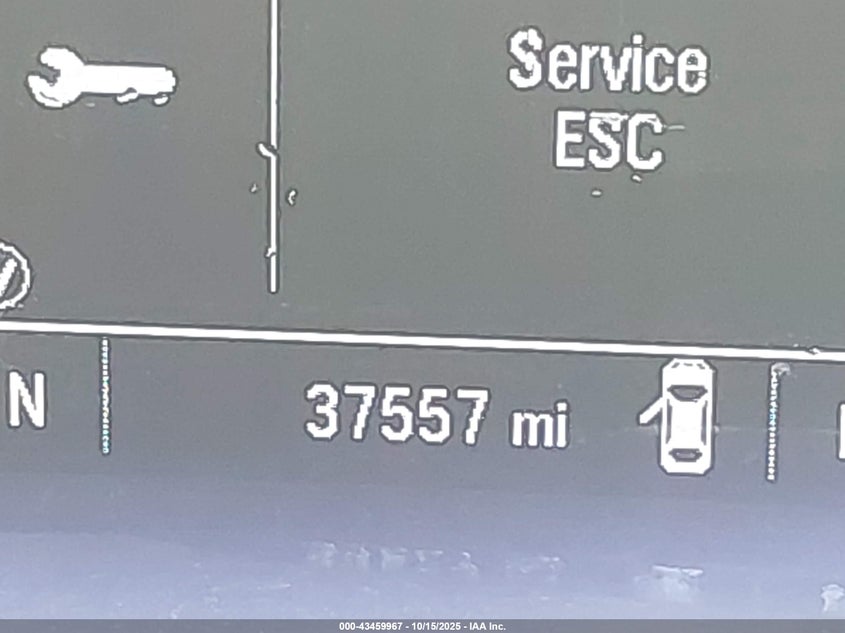 Service
ESC
N
37557 mi
000-43459967 - 10/15/2025 - IAA Inc.